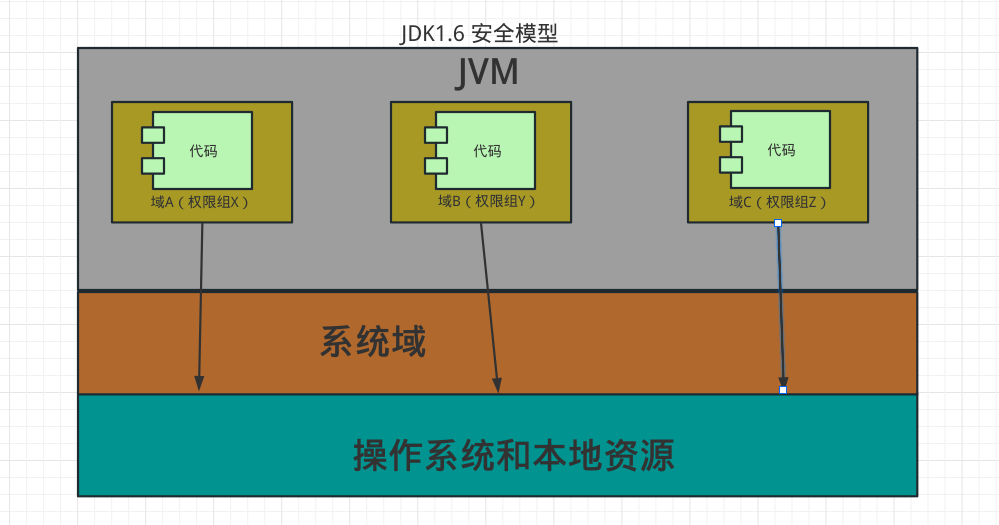 JDK1.6 安全模型
JVM
代码
代码
代码
域A（权限组X）
域B（权限组Y）
域C（权限组Z）
系统域
操作系统和本地资源